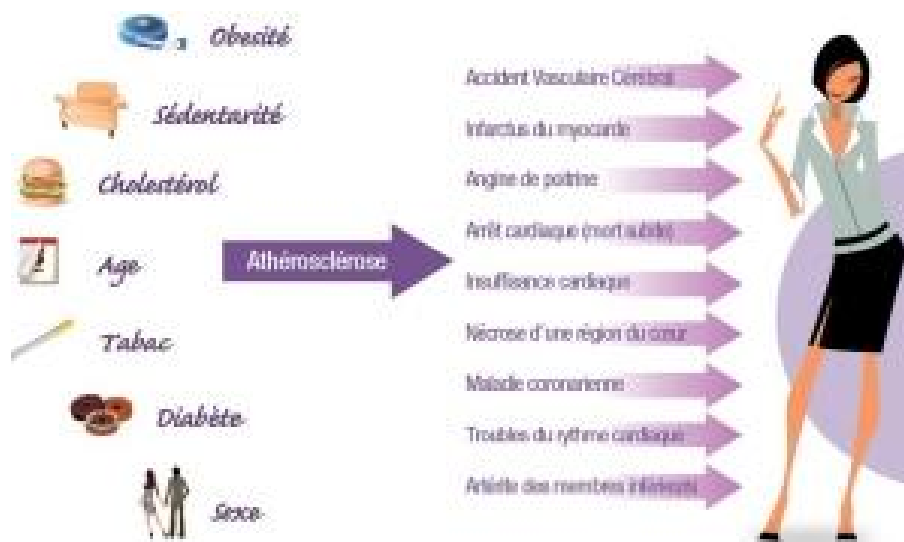 Obesité
Sédentarité
Cholestérol
Age
Tabac
Diabète
Sexe
Athérosclérose
Accident Vasculaire Cérébral
Infarctus du myocarde
Angine de poitrine
Arrêt cardiaque (mort subite)
Insuffisance cardiaque
Nécrose d'une région du cœur
Maladie coronarienne
Troubles du rythme cardiaque
Artérite des membres inférieurs